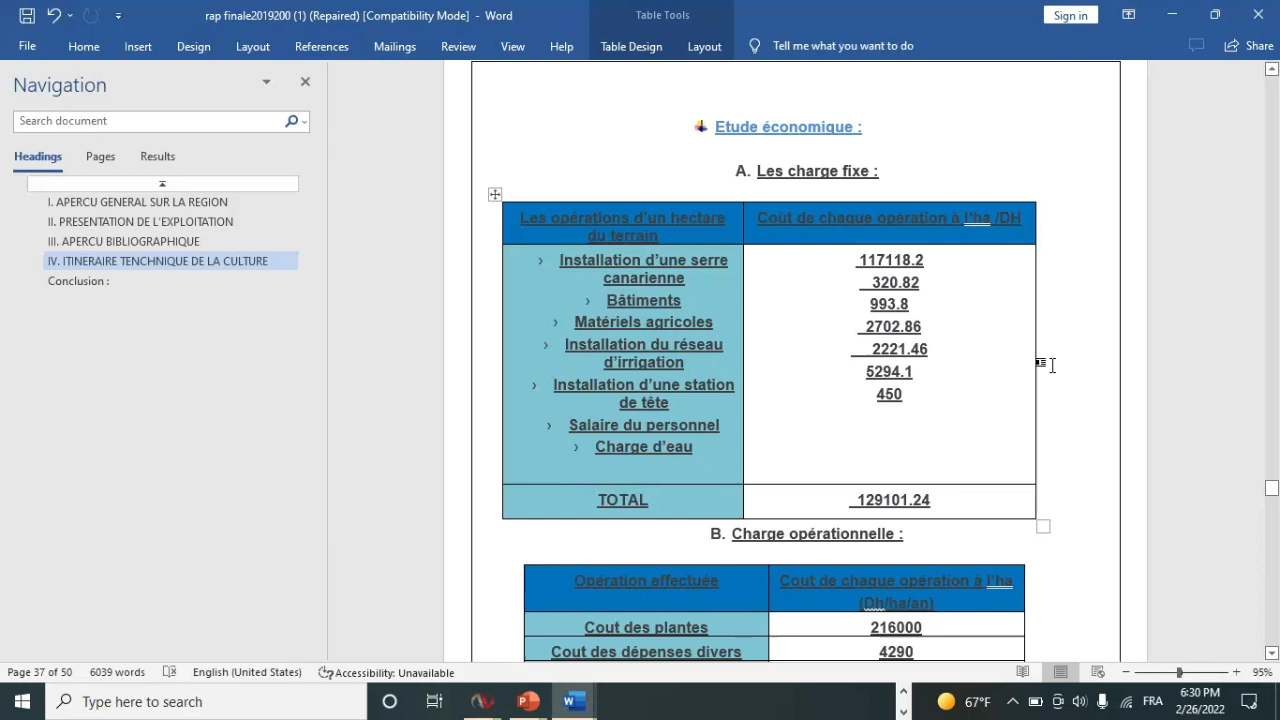 rap finale2019200 (1) (Repaired) [Compatibility Mode] - Word
Table Tools
Sign in
File Home Insert Design Layout References Mailings Review View Help Table Design Layout Tell me what you want to do Share
Navigation
Search document
Headings Pages Results
I. APERCU GENERAL SUR LA REGION
II. PRESENTATION DE L'EXPLOITATION
III. APERCU BIBLIOGRAPHIQUE
IV. ITINERAIRE TENCHNIQUE DE LA CULTURE
Conclusion :
Etude économique :
A. Les charge fixe :
Les opérations d'un hectare
du terrain
Coût de chaque opération à l'ha /DH
› Installation d'une serre
canarienne
› Bâtiments
› Matériels agricoles
› Installation du réseau
d'irrigation
› Installation d'une station
de tête
› Salaire du personnel
› Charge d'eau
117118.2
320.82
993.8
2702.86
2221.46
5294.1
450
TOTAL 129101.24
B. Charge opérationnelle :
Opération effectuée
Cout de chaque opération à l'ha
(Dh/ha/an)
Cout des plantes 216000
Cout des dépenses divers 4290
Page 37 of 50 6039 words English (United States) Accessibility: Unavailable 95%
Type here to search
67°F FRA
6:30 PM
2/26/2022